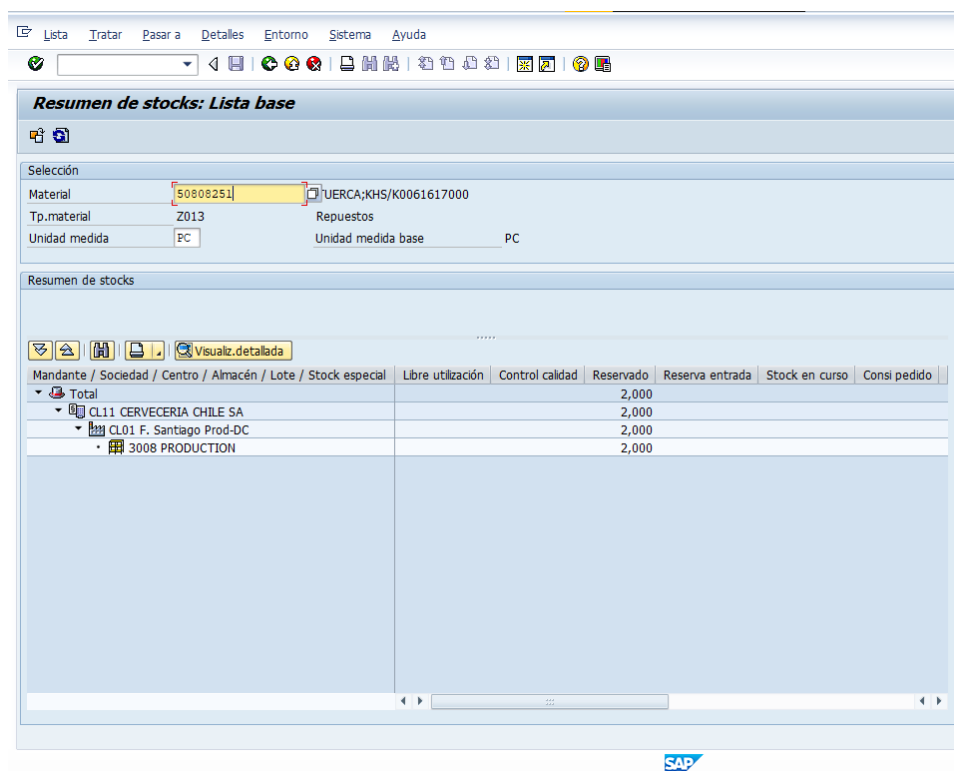 Lista Tratar Pasar a Detalles Entorno Sistema Ayuda
Resumen de stocks: Lista base
Selección
Material 50808251 TUERCA;KHS/K0061617000
Tp.material Z013 Repuestos
Unidad medida PC Unidad medida base PC
Resumen de stocks
Visualiz.detallada
Mandante / Sociedad / Centro / Almacén / Lote / Stock especial Libre utilización Control calidad Reservado Reserva entrada Stock en curso Consi pedido
Total 2,000
CL11 CERVECERIA CHILE SA 2,000
CL01 F. Santiago Prod-DC 2,000
3008 PRODUCTION 2,000
SAP